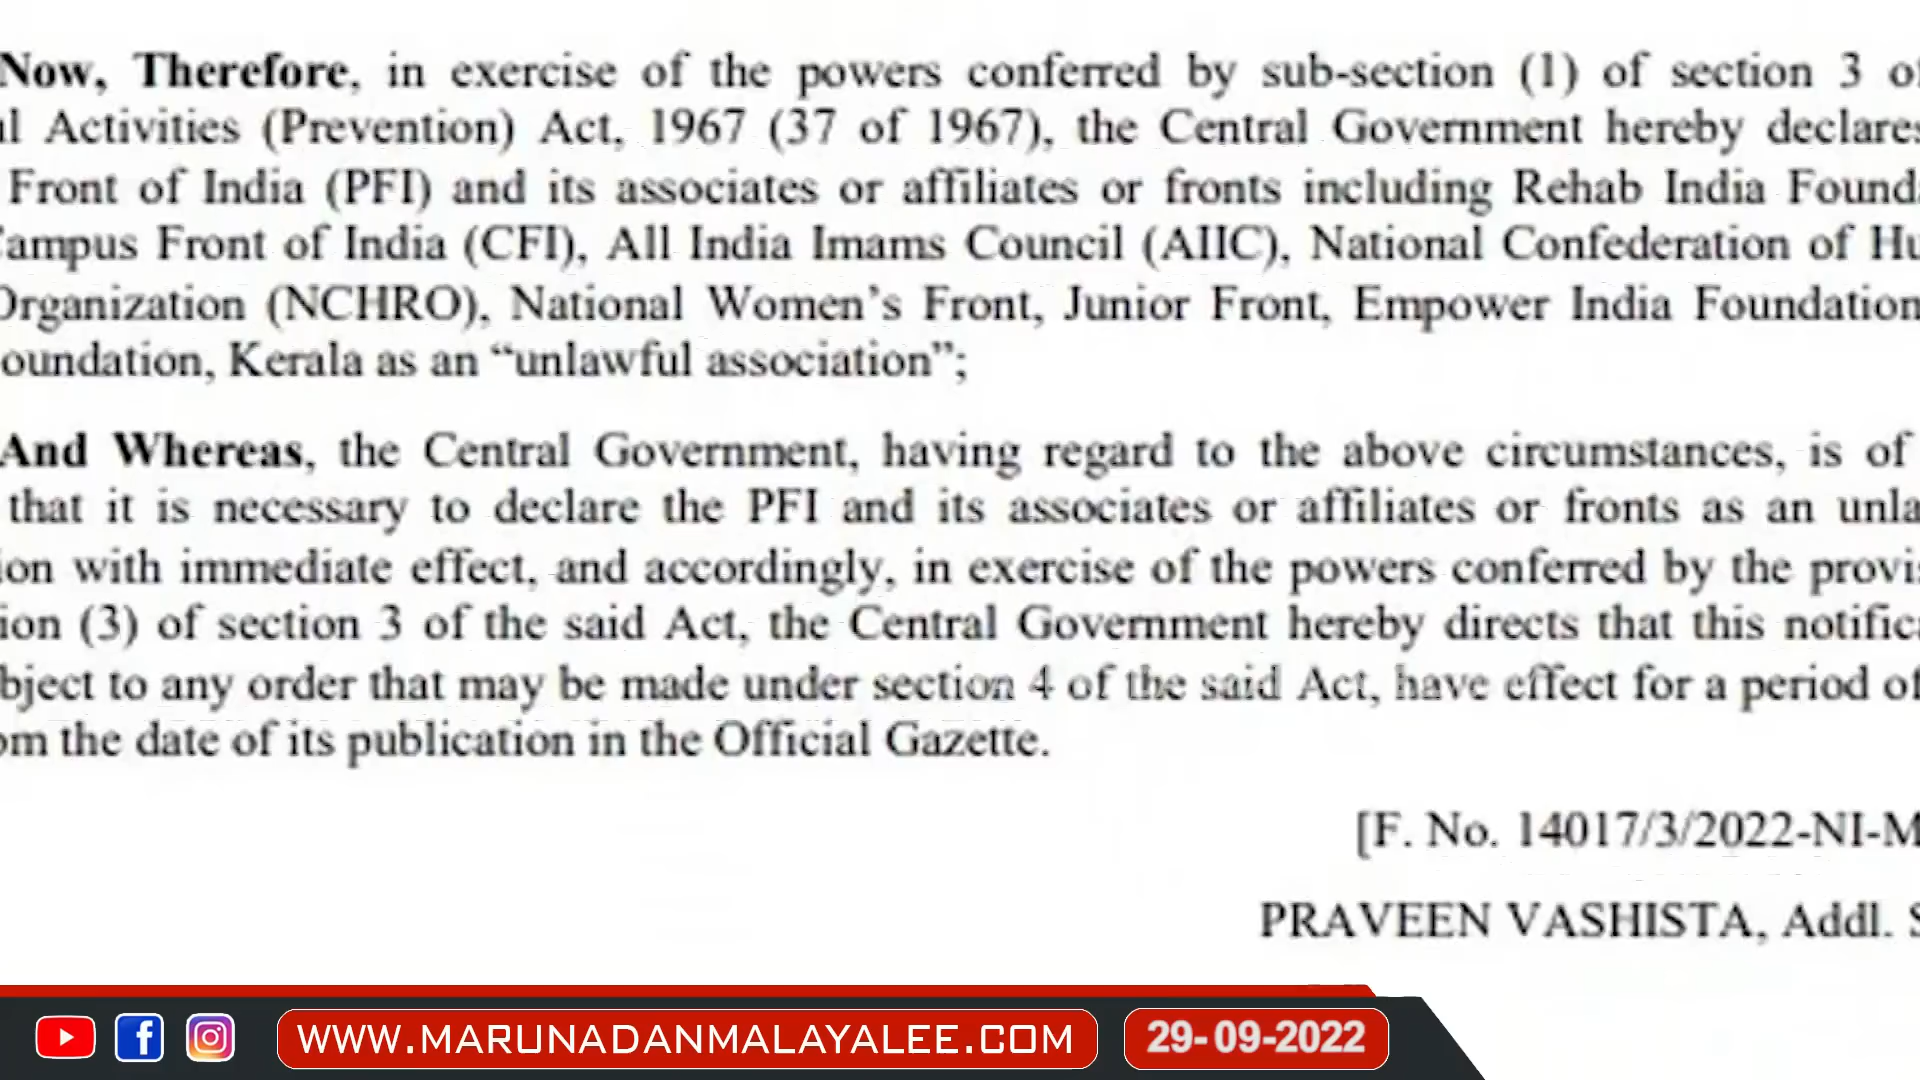 Now, Therefore, in exercise of the powers conferred by sub-section (1) of section 3 of
Activities (Prevention) Act, 1967 (37 of 1967), the Central Government hereby declares
Front of India (PFI) and its associates or affiliates or fronts including Rehab India Founda
ampus Front of India (CFI), All India Imams Council (AIIC), National Confederation of Hu
Organization (NCHRO), National Women's Front, Junior Front, Empower India Foundation
oundation, Kerala as an “unlawful association”;
And Whereas, the Central Government, having regard to the above circumstances, is of
that it is necessary to declare the PFI and its associates or affiliates or fronts as an unla
ion with immediate effect, and accordingly, in exercise of the powers conferred by the provis
ion (3) of section 3 of the said Act, the Central Government hereby directs that this notifica
bject to any order that may be made under section 4 of the said Act, have effect for a period of
om the date of its publication in the Official Gazette.
[F. No. 14017/3/2022-NI-M
PRAVEEN VASHISTA, Addl. S
WWW.MARUNADANMALAYALEE.COM
29-09-2022